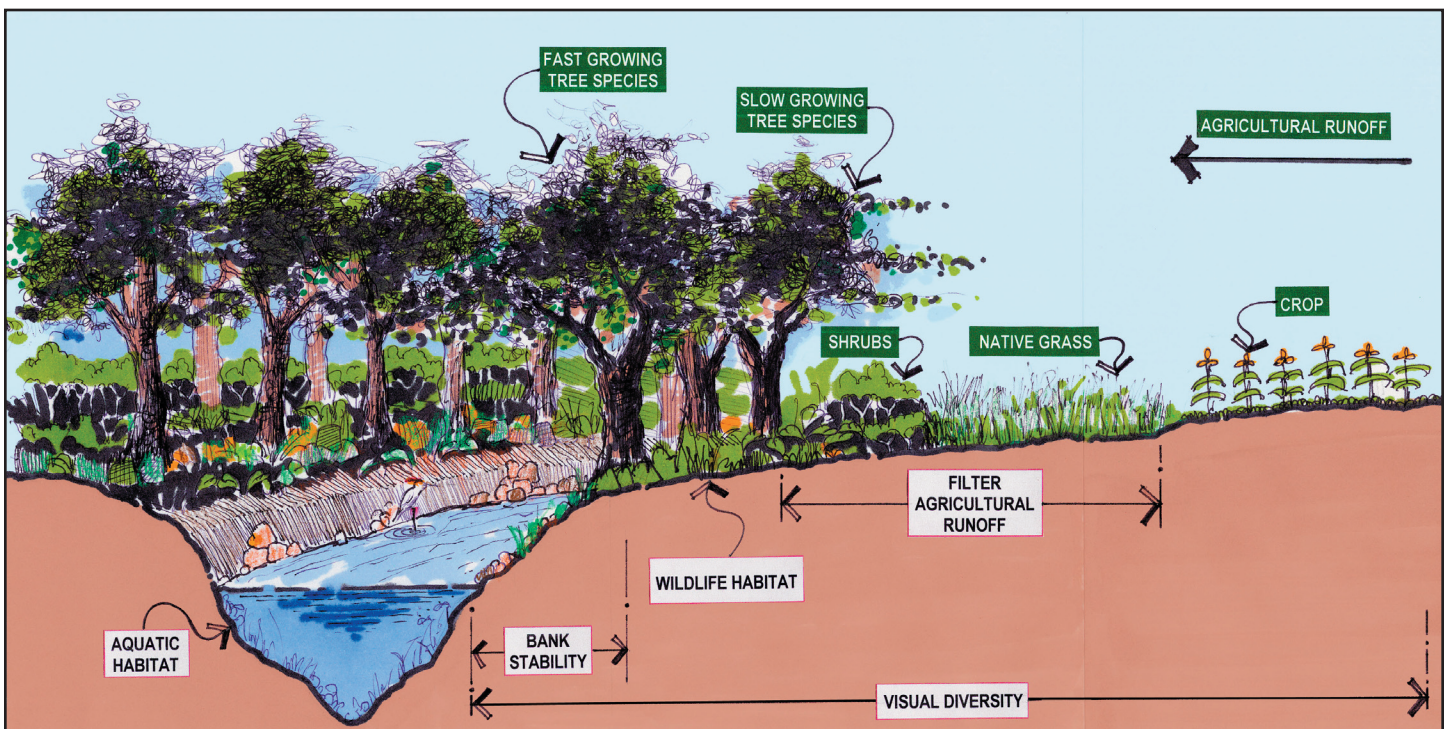 FAST GROWING
TREE SPECIES
SLOW GROWING
TREE SPECIES
AGRICULTURAL RUNOFF
CROP
SHRUBS
NATIVE GRASS
FILTER
AGRICULTURAL
RUNOFF
WILDLIFE HABITAT
AQUATIC
HABITAT
BANK
STABILITY
VISUAL DIVERSITY